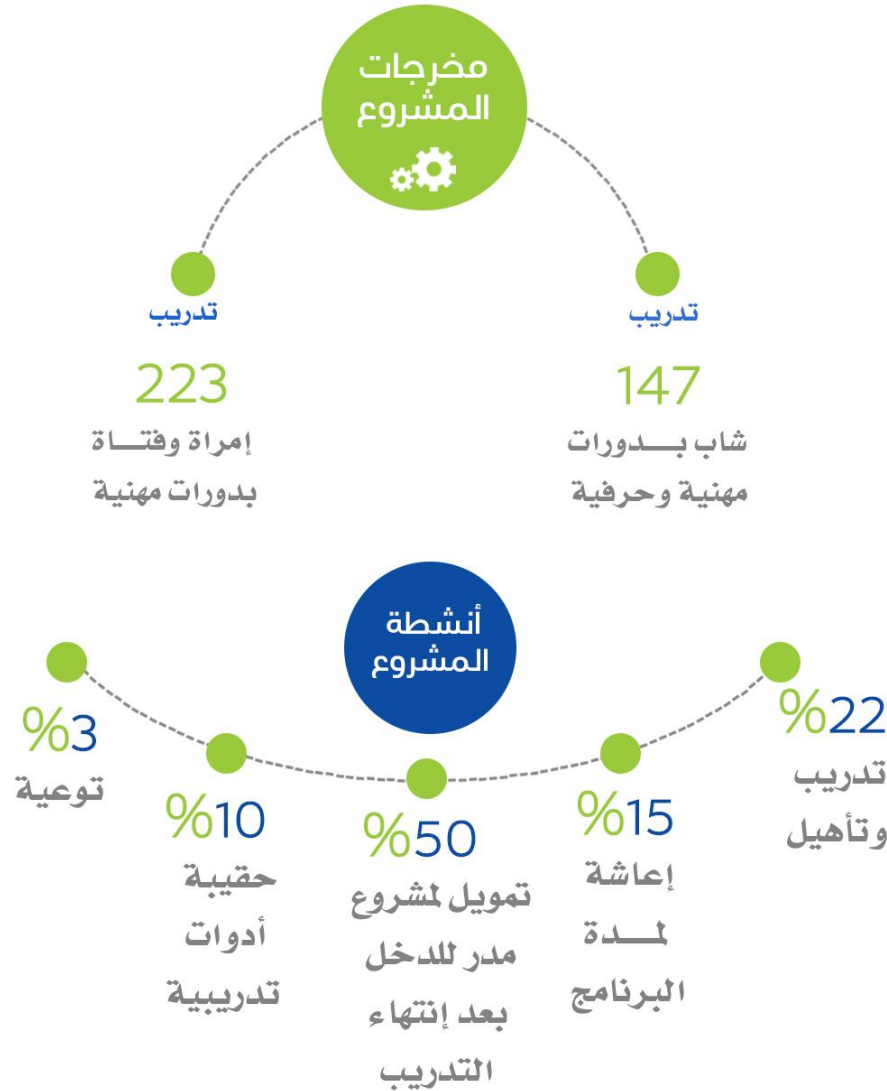 مخرجات
المشروع
تدريب
147
شاب بـــدورات
مهنية وحرفية
تدريب
223
إمراة وفتـــاة
بدورات مهنية
أنشطة
المشروع
%22
تدريب
وتأهيل
%15
إعاشة
لمـــدة
البرنامج
%50
تمويل لمشروع
مدر للدخل
بعد إنتهاء
التدريب
%10
حقيبة
أدوات
تدريبية
%3
توعية